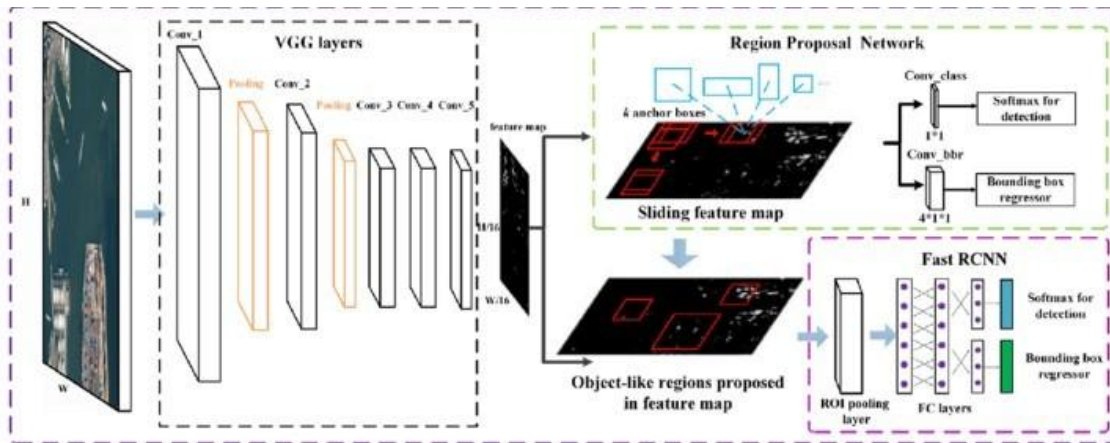 VGG layers
Conv_1
Pooling
Conv_2
Pooling
Conv_3
Conv_4
Conv_5
H
W
feature map
H/16
W/16
Region Proposal Network
k anchor boxes
...
Sliding feature map
Conv_class
1*1
Softmax for
detection
Conv_bbr
4*1*1
Bounding box
regressor
Object-like regions proposed
in feature map
Fast RCNN
ROI pooling
layer
FC layers
Softmax for
detection
Bounding box
regressor